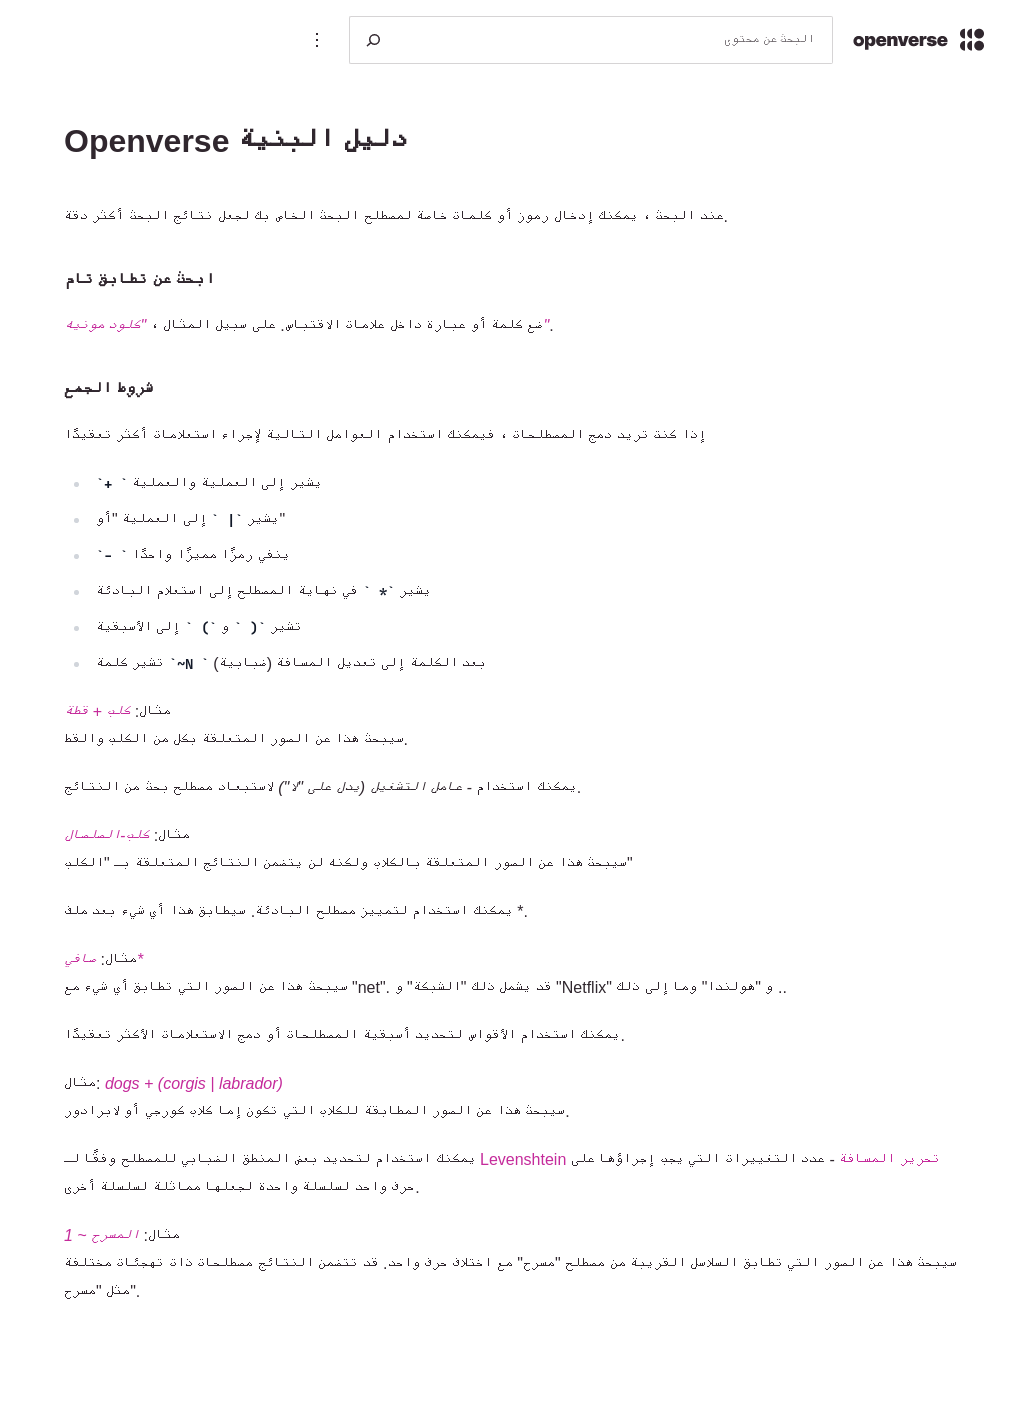 openverse
البحث عن محتوى
دليل البنية Openverse
عند البحث ، يمكنك إدخال رموز أو كلمات خاصة لمصطلح البحث الخاص بك لجعل نتائج البحث أكثر دقة.
ابحث عن تطابق تام
ضع كلمة أو عبارة داخل علامات الاقتباس. على سبيل المثال ، "كلود مونيه".
شروط الجمع
إذا كنت تريد دمج المصطلحات ، فيمكنك استخدام العوامل التالية لإجراء استعلامات أكثر تعقيدًا
يشير إلى العملية والعملية ` +`
يشير ` | ` إلى العملية "أو"
ينفي رمزًا مميزًا واحدًا ` -`
يشير ` * ` في نهاية المصطلح إلى استعلام البادئة
تشير ` ( ` و ` ) ` إلى الأسبقية
تشير كلمة `~N ` بعد الكلمة إلى تعديل المسافة (ضبابية)
مثال: كلب + قطة
سيبحث هذا عن الصور المتعلقة بكل من الكلب والقط.
يمكنك استخدام - عامل التشغيل (يدل على "لا") لاستبعاد مصطلح بحث من النتائج.
مثال: كلب-الصلصال
سيبحث هذا عن الصور المتعلقة بالكلاب ولكنه لن يتضمن النتائج المتعلقة بـ "الكلب"
يمكنك استخدام لتمييز مصطلح البادئة. سيطابق هذا أي شيء بعد ملف *.
مثال: صافي*
سيبحث هذا عن الصور التي تطابق أي شيء مع "net". قد يشمل ذلك "الشبكة" و "Netflix" و "هولندا" وما إلى ذلك ..
يمكنك استخدام الأقواس لتحديد أسبقية المصطلحات أو دمج الاستعلامات الأكثر تعقيدًا.
مثال: dogs + (corgis | labrador)
سيبحث هذا عن الصور المطابقة للكلاب التي تكون إما كلاب كورجي أو لابرادور.
يمكنك استخدام لتحديد بعض المنطق الضبابي للمصطلح وفقًا لـ Levenshtein تحرير المسافة - عدد التغييرات التي يجب إجراؤها على
حرف واحد لسلسلة واحدة لجعلها مماثلة لسلسلة أخرى.
مثال: المسرح ~ 1
سيبحث هذا عن الصور التي تطابق السلاسل القريبة من مصطلح "مسرح" مع اختلاف حرف واحد. قد تتضمن النتائج مصطلحات ذات تهجئات مختلفة
مثل "مسرح".